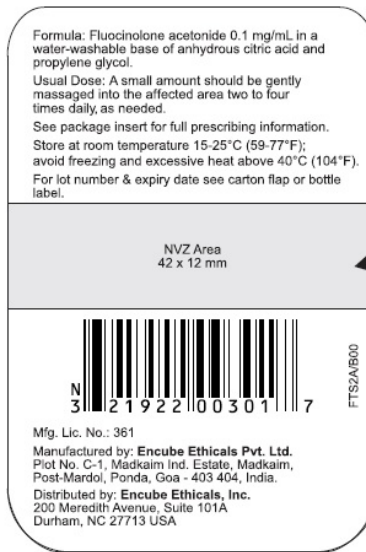 Formula: Fluocinolone acetonide 0.1 mg/mL in a
water-washable base of anhydrous citric acid and
propylene glycol.
Usual Dose: A small amount should be gently
massaged into the affected area two to four
times daily, as needed.
See package insert for full prescribing information.
Store at room temperature 15-25°C (59-77°F);
avoid freezing and excessive heat above 40°C (104°F).
For lot number & expiry date see carton flap or bottle
label.
NVZ Area
42 x 12 mm
N
3 21922 00301 7
FTS2A/B00
Mfg. Lic. No.: 361
Manufactured by: Encube Ethicals Pvt. Ltd.
Plot No. C-1, Madkaim Ind. Estate, Madkaim,
Post-Mardol, Ponda, Goa - 403 404, India.
Distributed by: Encube Ethicals, Inc.
200 Meredith Avenue, Suite 101A
Durham, NC 27713 USA